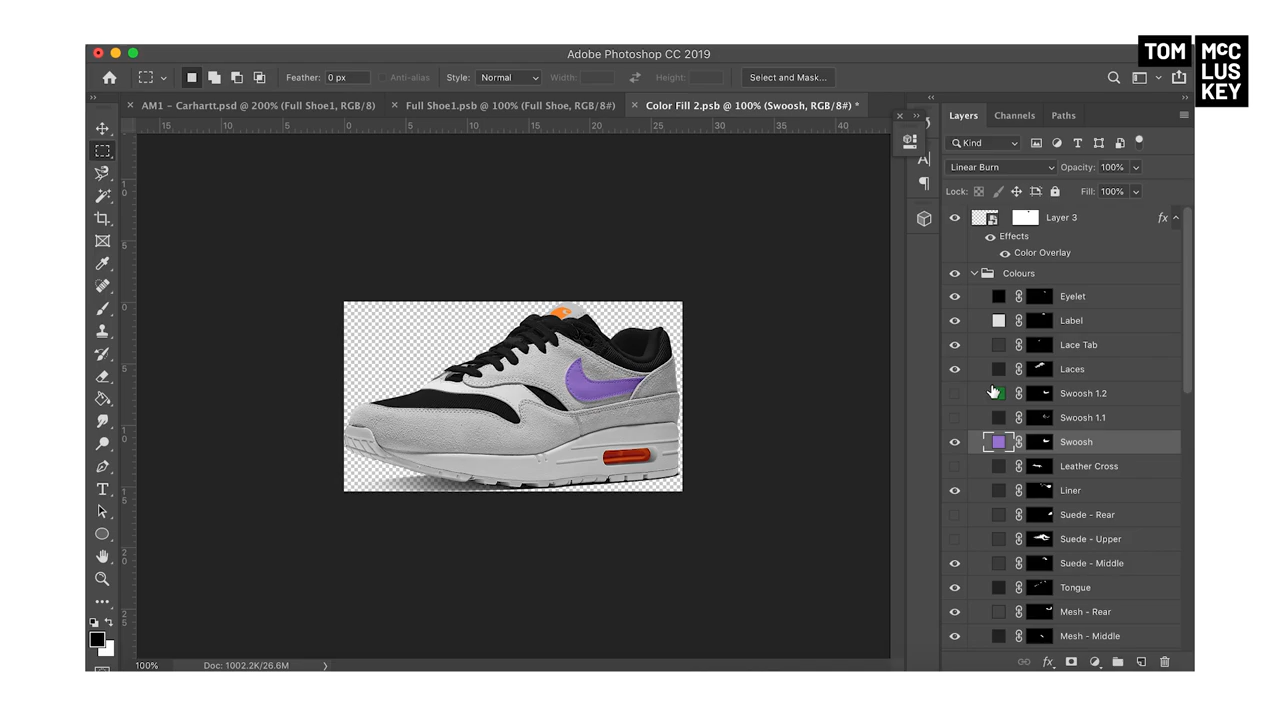 TOM McCLUSKEY
Adobe Photoshop CC 2019
Feather: 0 px Anti-alias Style: Normal Width: Height: Select and Mask...
AM1 – Carhartt.psd @ 200% (Full Shoe1, RGB/8) Full Shoe1.psb @ 100% (Full Shoe, RGB/8#) Color Fill 2.psb @ 100% (Swoosh, RGB/8#) *
15 10 5 0 5 10 15 20 25 30 35 40
Layers Channels Paths
Kind
Linear Burn Opacity: 100%
Lock: Fill: 100%
Layer 3 fx
Effects
Color Overlay
Colours
Eyelet
Label
Lace Tab
Laces
Swoosh 1.2
Swoosh 1.1
Swoosh
Leather Cross
Liner
Suede - Rear
Suede - Upper
Suede - Middle
Tongue
Mesh - Rear
Mesh - Middle
100% Doc: 1002.2K/26.6M